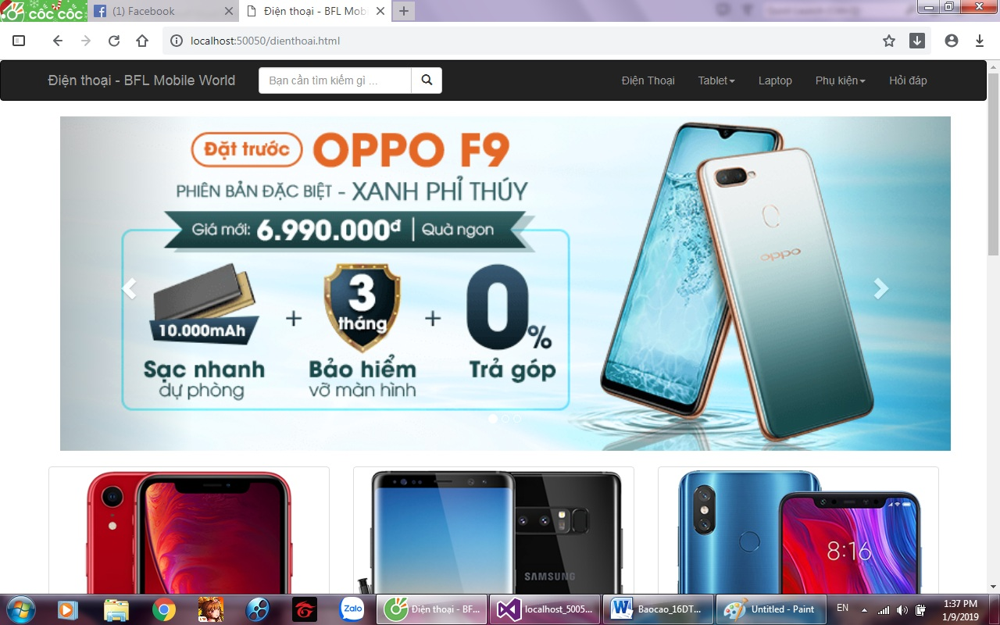 cốc cốc
(1) Facebook
Điện thoại - BFL Mob
localhost:50050/dienthoai.html
Điện thoại - BFL Mobile World
Bạn cần tìm kiếm gì ...
Điện Thoại
Tablet
Laptop
Phụ kiện
Hỏi đáp
Đặt trước OPPO F9
PHIÊN BẢN ĐẶC BIỆT - XANH PHỈ THÚY
Giá mới: 6.990.000đ | Quà ngon
10.000mAh
+
3
tháng
+
0%
Sạc nhanh
dự phòng
Bảo hiểm
vỡ màn hình
Trả góp
oppo
SAMSUNG
8:16
Zalo
Điện thoại - BF...
localhost_5005...
Baocao_16DT...
Untitled - Paint
EN
1:37 PM
1/9/2019